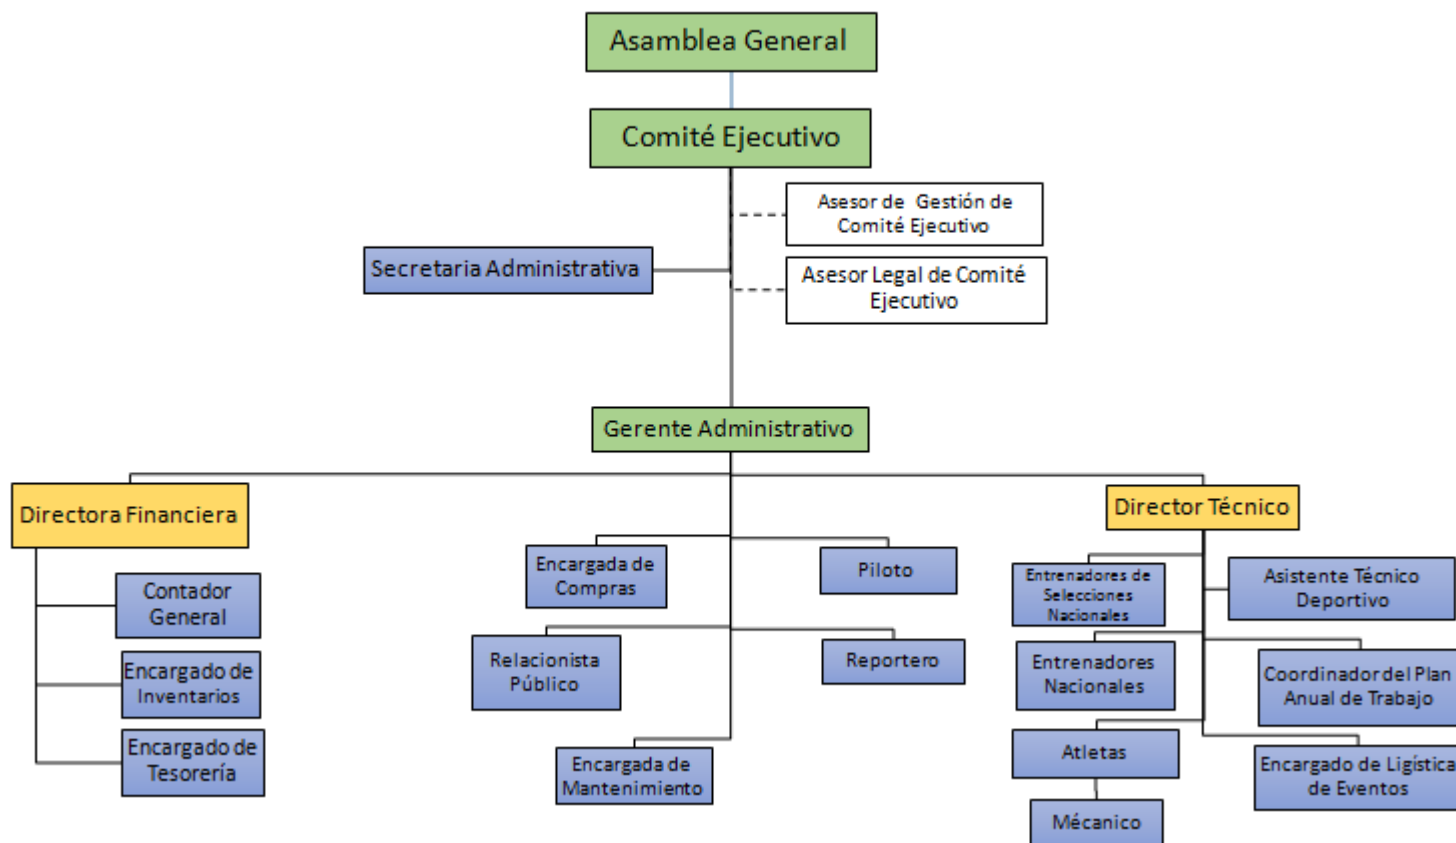 Asamblea General
Comité Ejecutivo
Asesor de Gestión de
Comité Ejecutivo
Secretaria Administrativa
Asesor Legal de Comité
Ejecutivo
Gerente Administrativo
Directora Financiera
Director Técnico
Contador
General
Encargado de
Inventarios
Encargado de
Tesorería
Encargada de
Compras
Piloto
Relacionista
Público
Reportero
Encargada de
Mantenimiento
Entrenadores de
Selecciones
Nacionales
Asistente Técnico
Deportivo
Entrenadores
Nacionales
Coordinador del Plan
Anual de Trabajo
Atletas
Encargado de Ligística
de Eventos
Mécanico